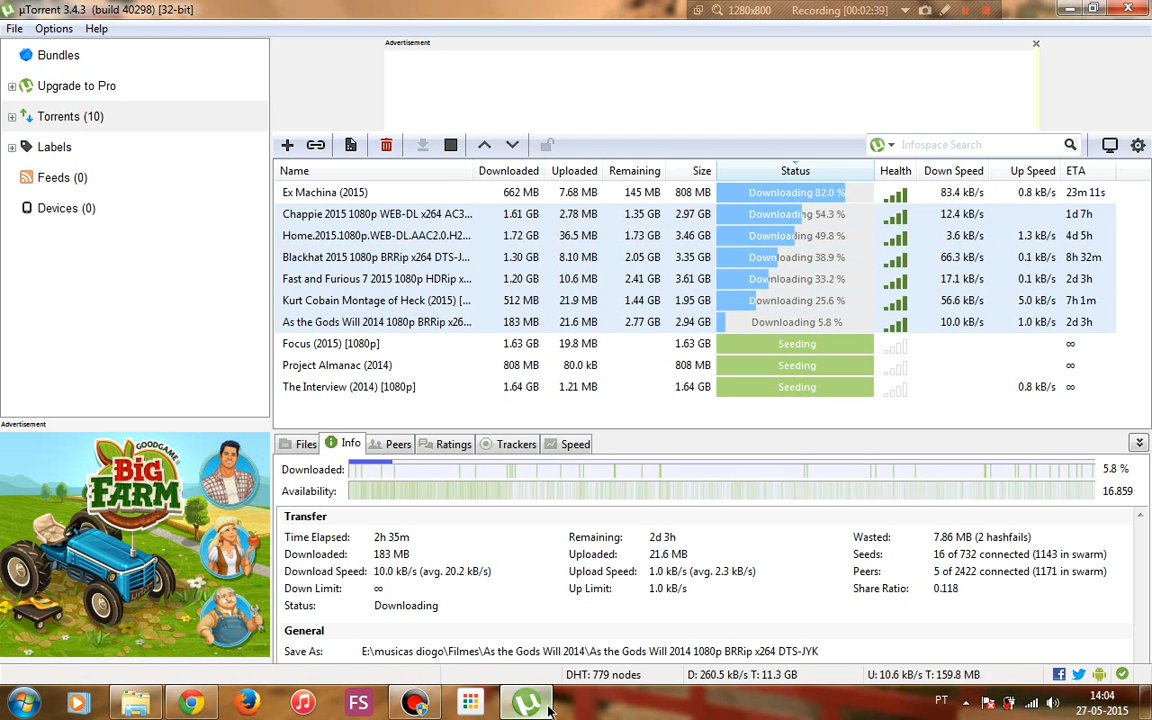 µTorrent 3.4.3 (build 40298) [32-bit]
1280x800 Recording [00:02:39]
File Options Help
Bundles
Upgrade to Pro
Torrents (10)
Labels
Feeds (0)
Devices (0)
Advertisement
Infospace Search
Name Downloaded Uploaded Remaining Size Status Health Down Speed Up Speed ETA
Ex Machina (2015) 662 MB 7.68 MB 145 MB 808 MB Downloading 82.0 % 83.4 kB/s 0.8 kB/s 23m 11s
Chappie 2015 1080p WEB-DL x264 AC3... 1.61 GB 2.78 MB 1.35 GB 2.97 GB Downloading 54.3 % 12.4 kB/s 1d 7h
Home.2015.1080p.WEB-DL.AAC2.0.H2... 1.72 GB 36.5 MB 1.73 GB 3.46 GB Downloading 49.8 % 3.6 kB/s 1.3 kB/s 4d 5h
Blackhat 2015 1080p BRRip x264 DTS-J... 1.30 GB 8.10 MB 2.05 GB 3.35 GB Downloading 38.9 % 66.3 kB/s 0.1 kB/s 8h 32m
Fast and Furious 7 2015 1080p HDRip x... 1.20 GB 10.6 MB 2.41 GB 3.61 GB Downloading 33.2 % 17.1 kB/s 0.1 kB/s 2d 3h
Kurt Cobain Montage of Heck (2015) [... 512 MB 21.9 MB 1.44 GB 1.95 GB Downloading 25.6 % 56.6 kB/s 5.0 kB/s 7h 1m
As the Gods Will 2014 1080p BRRip x26... 183 MB 21.6 MB 2.77 GB 2.94 GB Downloading 5.8 % 10.0 kB/s 1.0 kB/s 2d 3h
Focus (2015) [1080p] 1.63 GB 19.8 MB 1.63 GB Seeding ∞
Project Almanac (2014) 808 MB 80.0 kB 808 MB Seeding ∞
The Interview (2014) [1080p] 1.64 GB 1.21 MB 1.64 GB Seeding 0.8 kB/s ∞
Advertisement
GOODGAME
BIG
FARM
Files Info Peers Ratings Trackers Speed
Downloaded: 5.8 %
Availability: 16.859
Transfer
Time Elapsed: 2h 35m Remaining: 2d 3h Wasted: 7.86 MB (2 hashfails)
Downloaded: 183 MB Uploaded: 21.6 MB Seeds: 16 of 732 connected (1143 in swarm)
Download Speed: 10.0 kB/s (avg. 20.2 kB/s) Upload Speed: 1.0 kB/s (avg. 2.3 kB/s) Peers: 5 of 2422 connected (1171 in swarm)
Down Limit: ∞ Up Limit: 1.0 kB/s Share Ratio: 0.118
Status: Downloading
General
Save As: E:\musicas diogo\Filmes\As the Gods Will 2014\As the Gods Will 2014 1080p BRRip x264 DTS-JYK
DHT: 779 nodes D: 260.5 kB/s T: 11.3 GB U: 10.6 kB/s T: 159.8 MB
FS
PT
14:04
27-05-2015